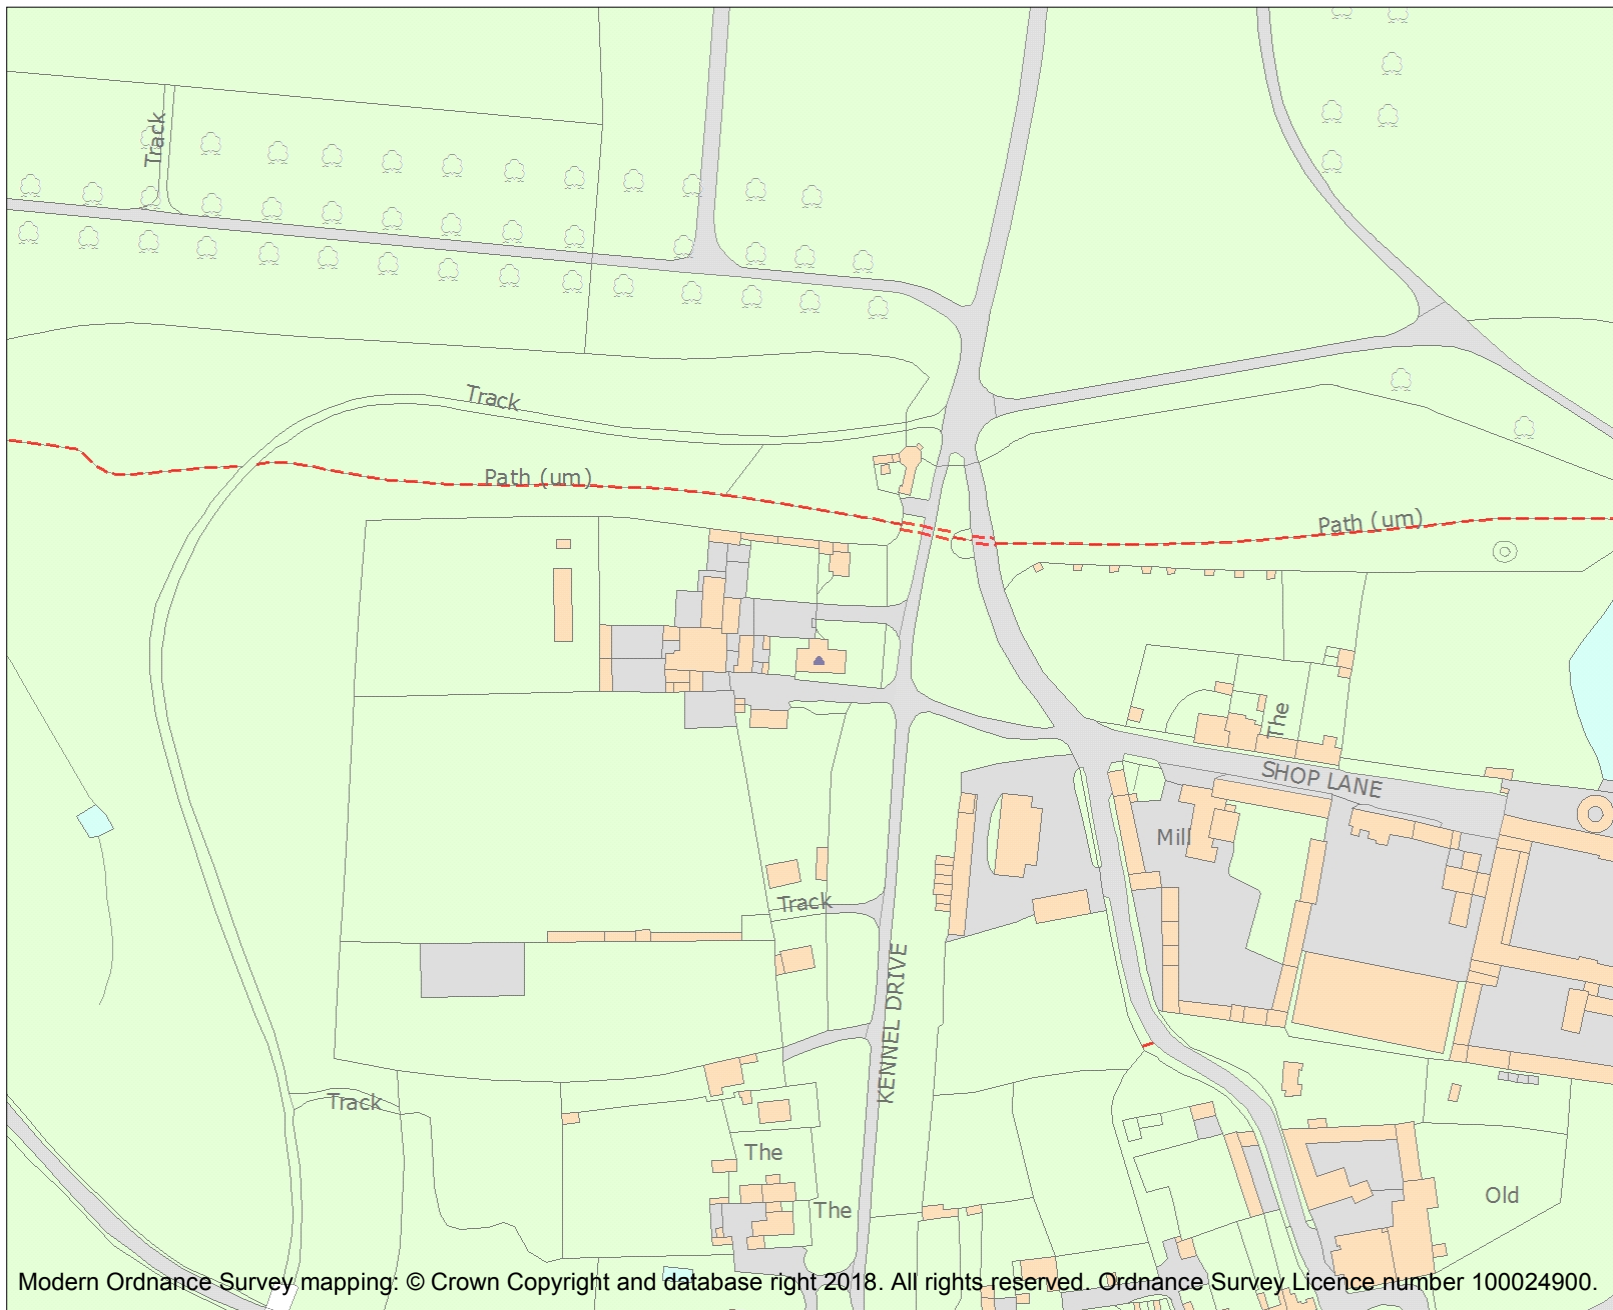 Track
Track
Path (um)
Path (um)
The
SHOP LANE
Mill
Track
KENNEL DRIVE
Track
The
Old
The
Modern Ordnance Survey mapping: © Crown Copyright and database right 2018. All rights reserved. Ordnance Survey Licence number 100024900.